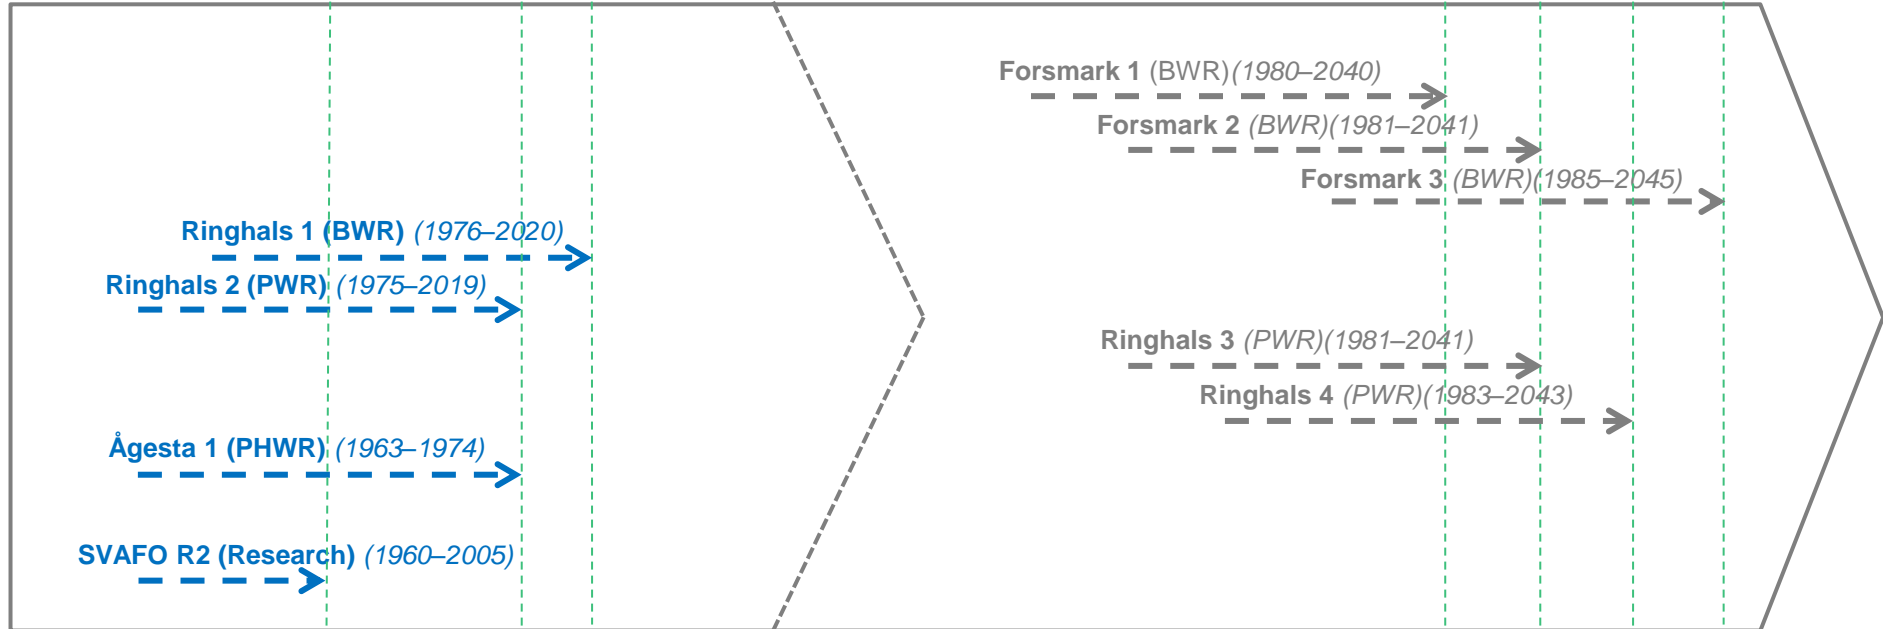 Forsmark 1 (BWR)(1980–2040)
Forsmark 2 (BWR)(1981–2041)
Forsmark 3 (BWR)(1985–2045)
Ringhals 1 (BWR) (1976–2020)
Ringhals 2 (PWR) (1975–2019)
Ringhals 3 (PWR)(1981–2041)
Ringhals 4 (PWR)(1983–2043)
Ågesta 1 (PHWR) (1963–1974)
SVAFO R2 (Research) (1960–2005)